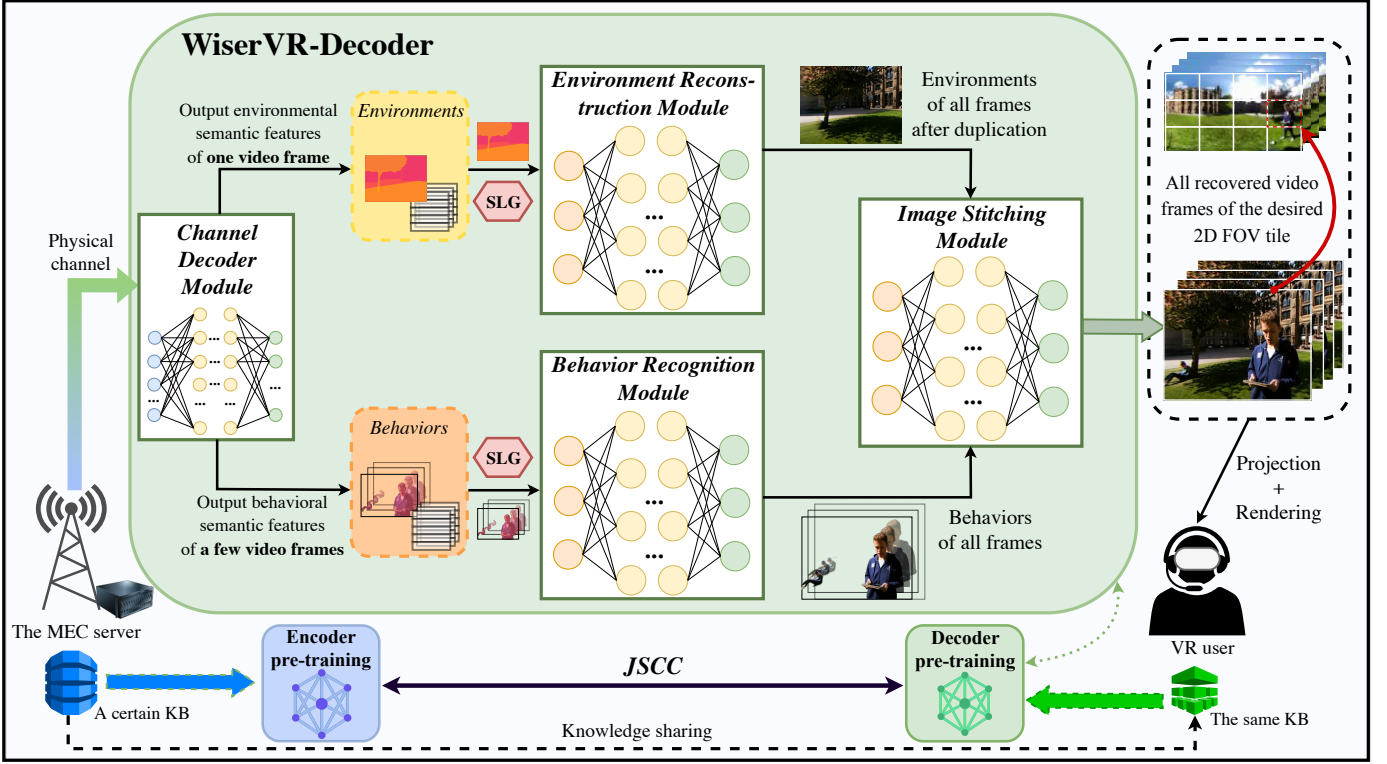 WiserVR-Decoder
Output environmental
semantic features
of one video frame
Environments
SLG
Environment Recons-
truction Module
...
...
Environments
of all frames
after duplication
All recovered video
frames of the desired
2D FOV tile
Physical
channel
Channel
Decoder
Module
...
...
...
...
...
...
Image Stitching
Module
...
...
Behaviors
SLG
Output behavioral
semantic features
of a few video frames
Behavior Recognition
Module
...
...
Behaviors
of all frames
Projection
+
Rendering
The MEC server
VR user
Encoder
pre-training
JSCC
Decoder
pre-training
A certain KB
The same KB
Knowledge sharing